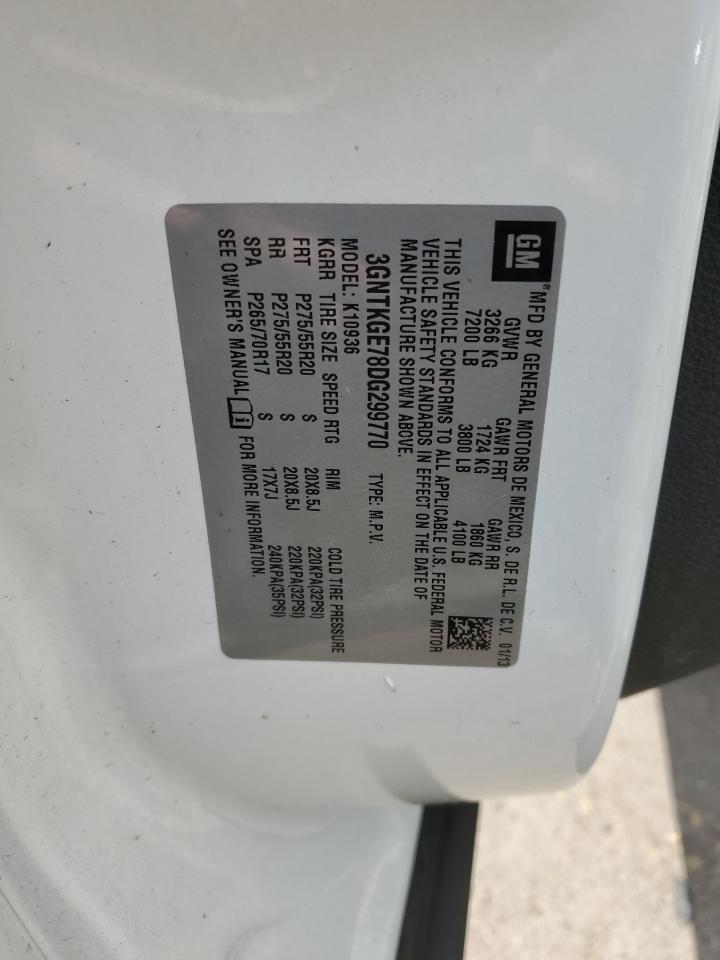 GM
® MFD BY GENERAL MOTORS DE MEXICO, S. DE R.L. DE C.V. 01/13
GVWR GAWR FRT GAWR RR
3266 KG 1724 KG 1860 KG
7200 LB 3800 LB 4100 LB
THIS VEHICLE CONFORMS TO ALL APPLICABLE U.S. FEDERAL MOTOR
VEHICLE SAFETY STANDARDS IN EFFECT ON THE DATE OF
MANUFACTURE SHOWN ABOVE.
3GNTKGE78DG299770 TYPE: M.P.V.
MODEL: K10936
KGRR TIRE SIZE SPEED RTG RIM COLD TIRE PRESSURE
FRT P275/55R20 S 20X8.5J 220KPA(32PSI)
RR P275/55R20 S 20X8.5J 220KPA(32PSI)
SPA P265/70R17 S 17X7J 240KPA(35PSI)
SEE OWNER'S MANUAL i FOR MORE INFORMATION.